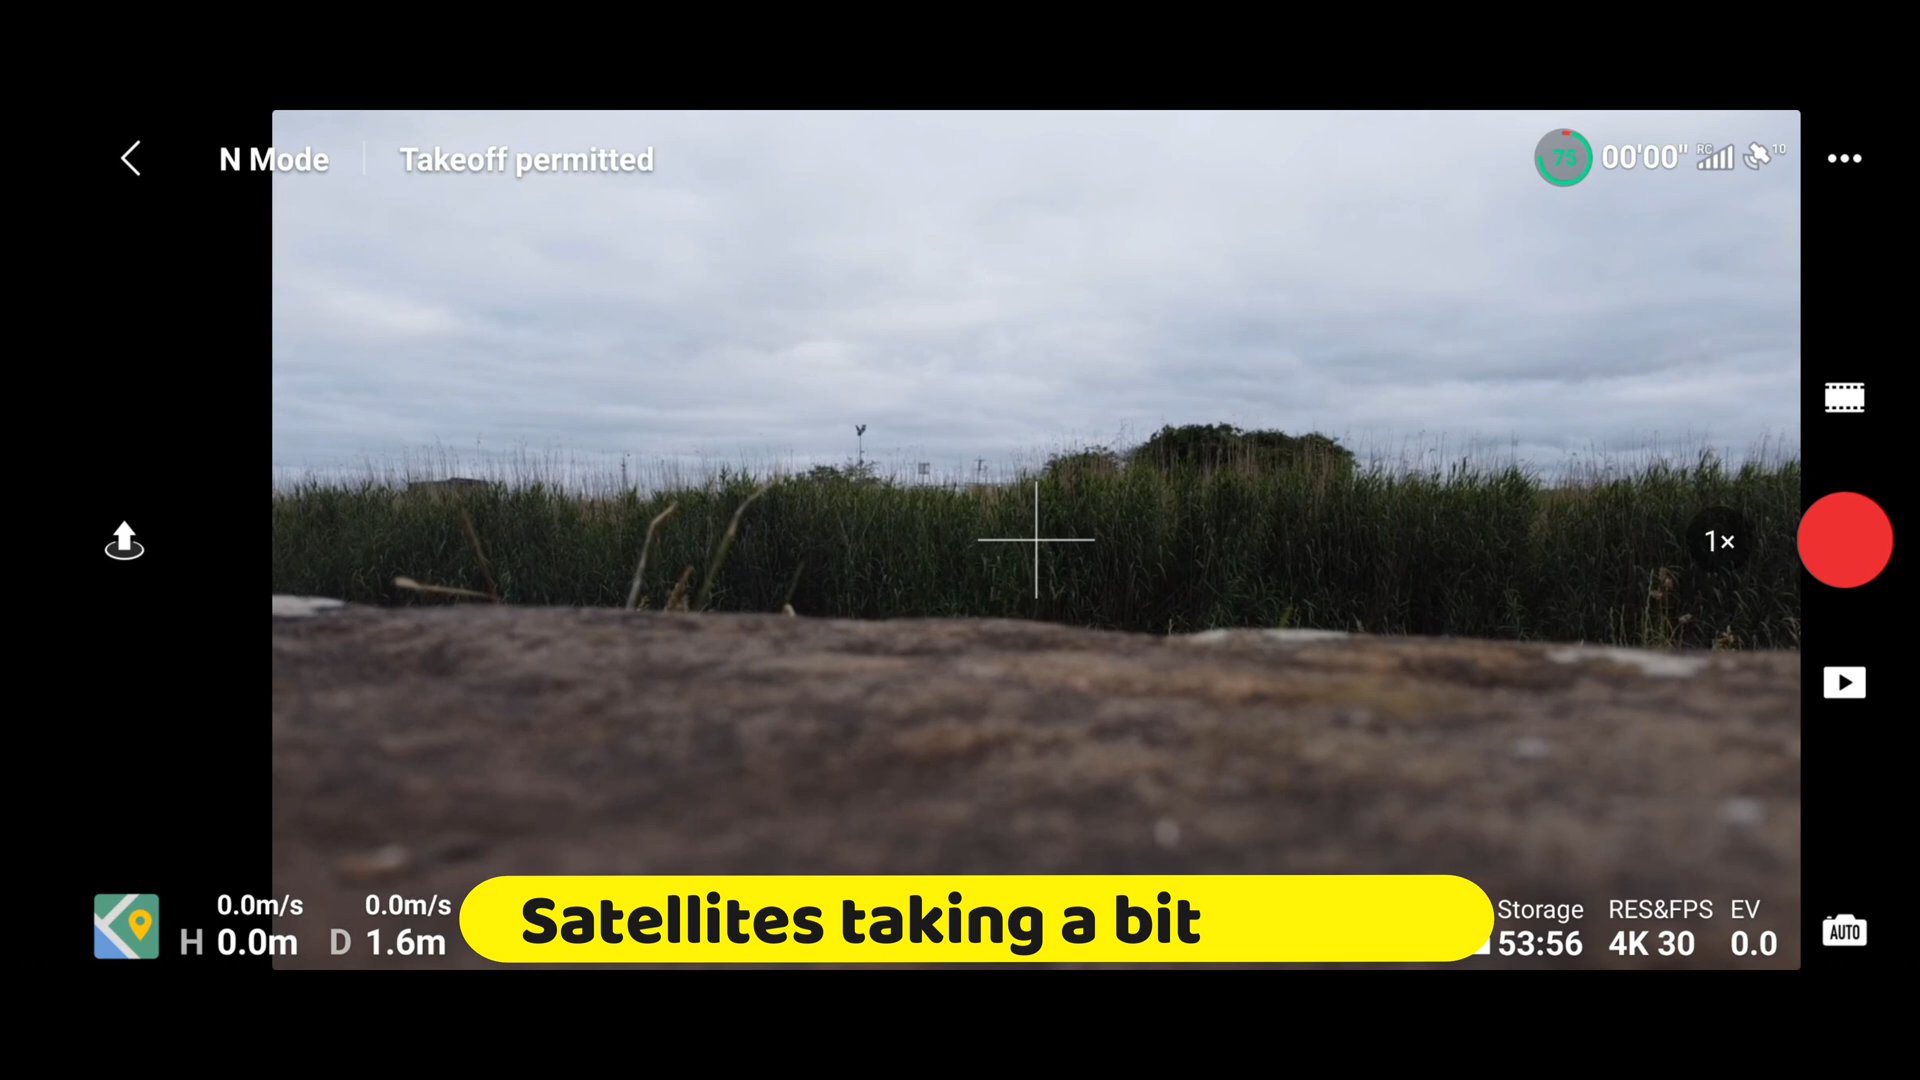 N Mode
Takeoff permitted
75
00'00"
RC
10
1×
0.0m/s
0.0m/s
H 0.0m
D 1.6m
Satellites taking a bit
Storage
53:56
RES&FPS
4K 30
EV
0.0
AUTO